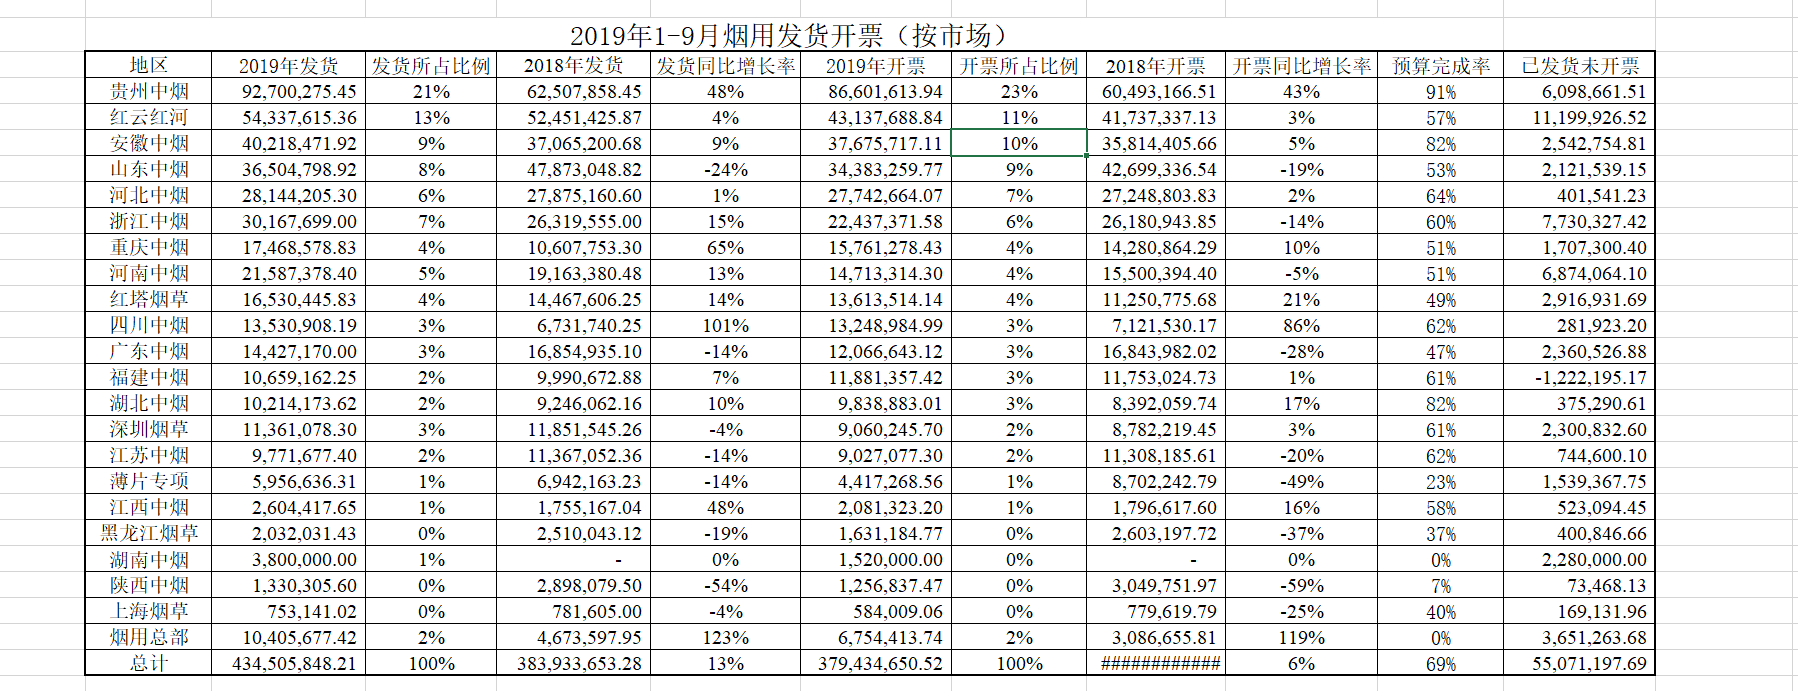 2019年1-9月烟用发货开票（按市场）
地区 2019年发货 发货所占比例 2018年发货 发货同比增长率 2019年开票 开票所占比例 2018年开票 开票同比增长率 预算完成率 已发货未开票
贵州中烟 92,700,275.45 21% 62,507,858.45 48% 86,601,613.94 23% 60,493,166.51 43% 91% 6,098,661.51
红云红河 54,337,615.36 13% 52,451,425.87 4% 43,137,688.84 11% 41,737,337.13 3% 57% 11,199,926.52
安徽中烟 40,218,471.92 9% 37,065,200.68 9% 37,675,717.11 10% 35,814,405.66 5% 82% 2,542,754.81
山东中烟 36,504,798.92 8% 47,873,048.82 -24% 34,383,259.77 9% 42,699,336.54 -19% 53% 2,121,539.15
河北中烟 28,144,205.30 6% 27,875,160.60 1% 27,742,664.07 7% 27,248,803.83 2% 64% 401,541.23
浙江中烟 30,167,699.00 7% 26,319,555.00 15% 22,437,371.58 6% 26,180,943.85 -14% 60% 7,730,327.42
重庆中烟 17,468,578.83 4% 10,607,753.30 65% 15,761,278.43 4% 14,280,864.29 10% 51% 1,707,300.40
河南中烟 21,587,378.40 5% 19,163,380.48 13% 14,713,314.30 4% 15,500,394.40 -5% 51% 6,874,064.10
红塔烟草 16,530,445.83 4% 14,467,606.25 14% 13,613,514.14 4% 11,250,775.68 21% 49% 2,916,931.69
四川中烟 13,530,908.19 3% 6,731,740.25 101% 13,248,984.99 3% 7,121,530.17 86% 62% 281,923.20
广东中烟 14,427,170.00 3% 16,854,935.10 -14% 12,066,643.12 3% 16,843,982.02 -28% 47% 2,360,526.88
福建中烟 10,659,162.25 2% 9,990,672.88 7% 11,881,357.42 3% 11,753,024.73 1% 61% -1,222,195.17
湖北中烟 10,214,173.62 2% 9,246,062.16 10% 9,838,883.01 3% 8,392,059.74 17% 82% 375,290.61
深圳烟草 11,361,078.30 3% 11,851,545.26 -4% 9,060,245.70 2% 8,782,219.45 3% 61% 2,300,832.60
江苏中烟 9,771,677.40 2% 11,367,052.36 -14% 9,027,077.30 2% 11,308,185.61 -20% 62% 744,600.10
薄片专项 5,956,636.31 1% 6,942,163.23 -14% 4,417,268.56 1% 8,702,242.79 -49% 23% 1,539,367.75
江西中烟 2,604,417.65 1% 1,755,167.04 48% 2,081,323.20 1% 1,796,617.60 16% 58% 523,094.45
黑龙江烟草 2,032,031.43 0% 2,510,043.12 -19% 1,631,184.77 0% 2,603,197.72 -37% 37% 400,846.66
湖南中烟 3,800,000.00 1% - 0% 1,520,000.00 0% - 0% 0% 2,280,000.00
陕西中烟 1,330,305.60 0% 2,898,079.50 -54% 1,256,837.47 0% 3,049,751.97 -59% 7% 73,468.13
上海烟草 753,141.02 0% 781,605.00 -4% 584,009.06 0% 779,619.79 -25% 40% 169,131.96
烟用总部 10,405,677.42 2% 4,673,597.95 123% 6,754,413.74 2% 3,086,655.81 119% 0% 3,651,263.68
总计 434,505,848.21 100% 383,933,653.28 13% 379,434,650.52 100% ############ 6% 69% 55,071,197.69